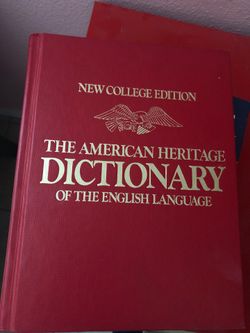 NEW COLLEGE EDITION
THE AMERICAN HERITAGE
DICTIONARY
OF THE ENGLISH LANGUAGE